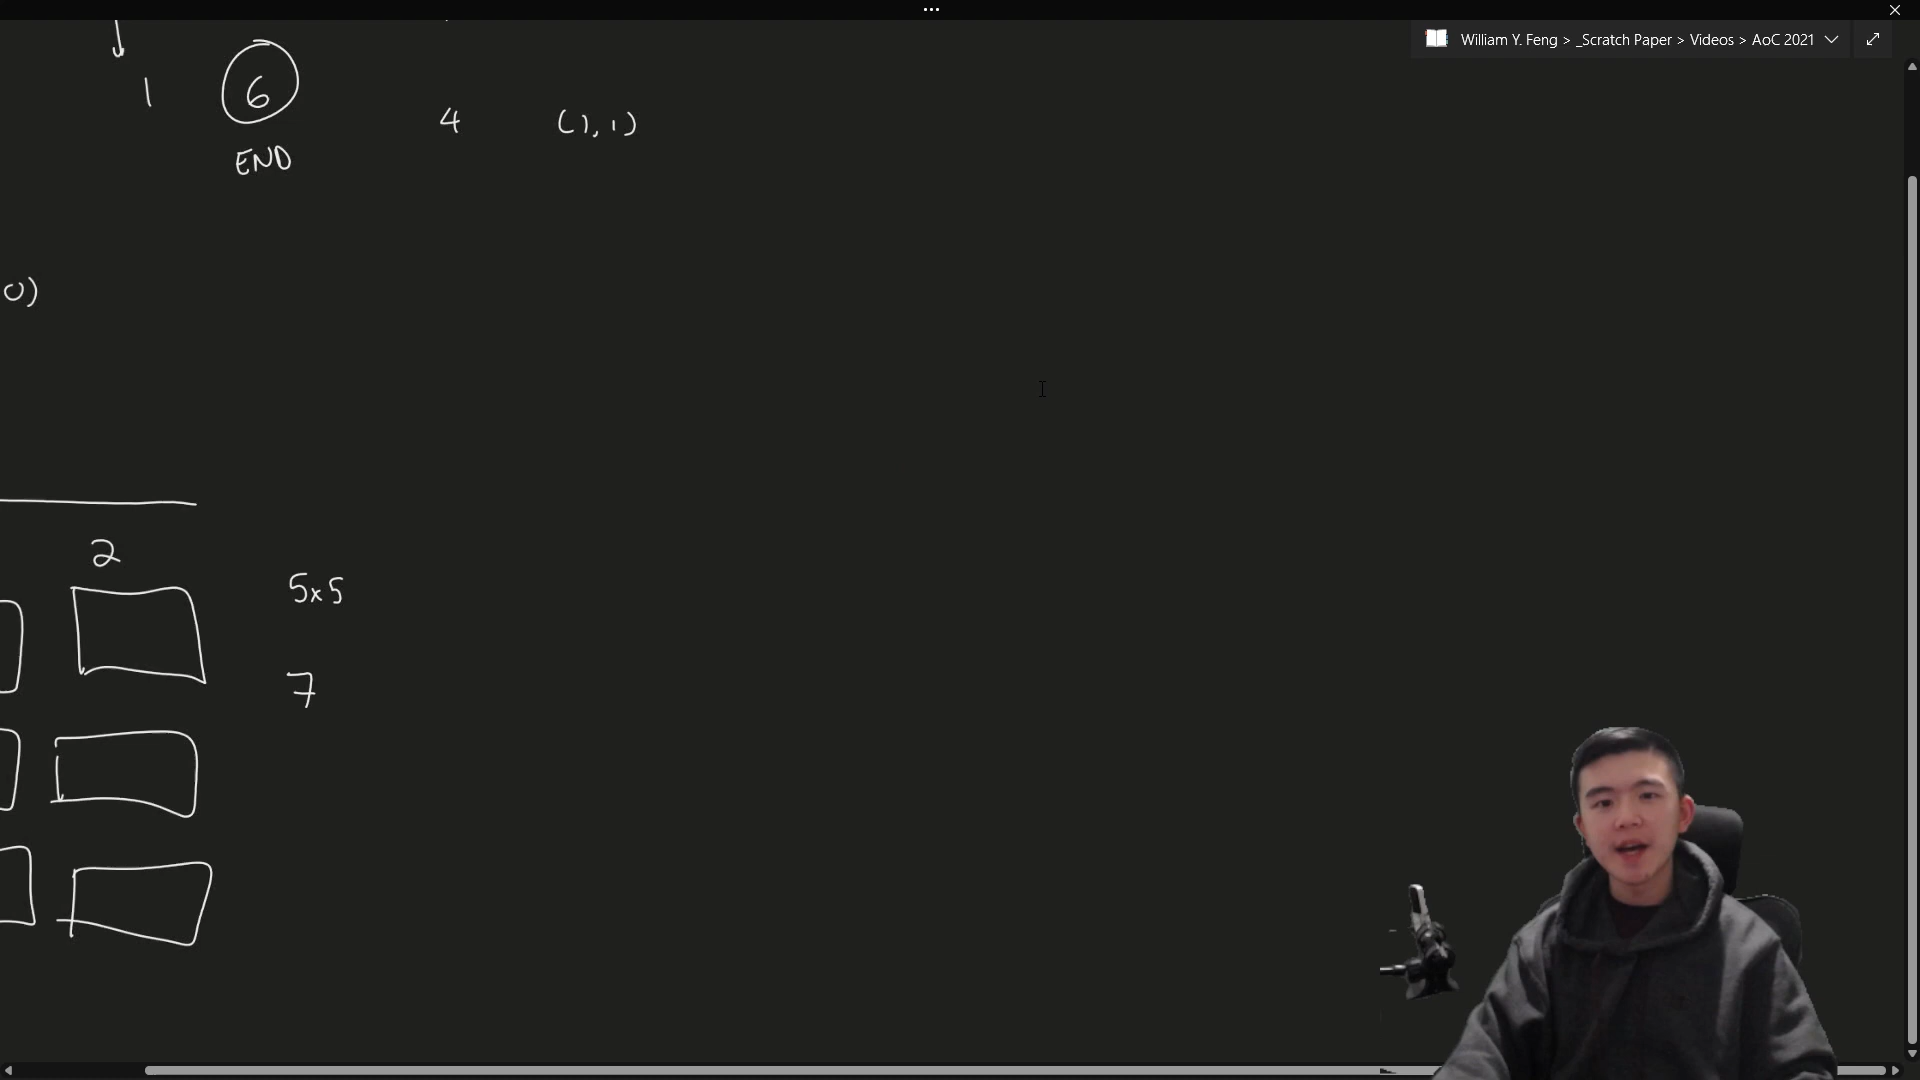 William Y. Feng > _Scratch Paper > Videos > AoC 2021
1 6
4 (1,1)
END
0)
2
5x5
7